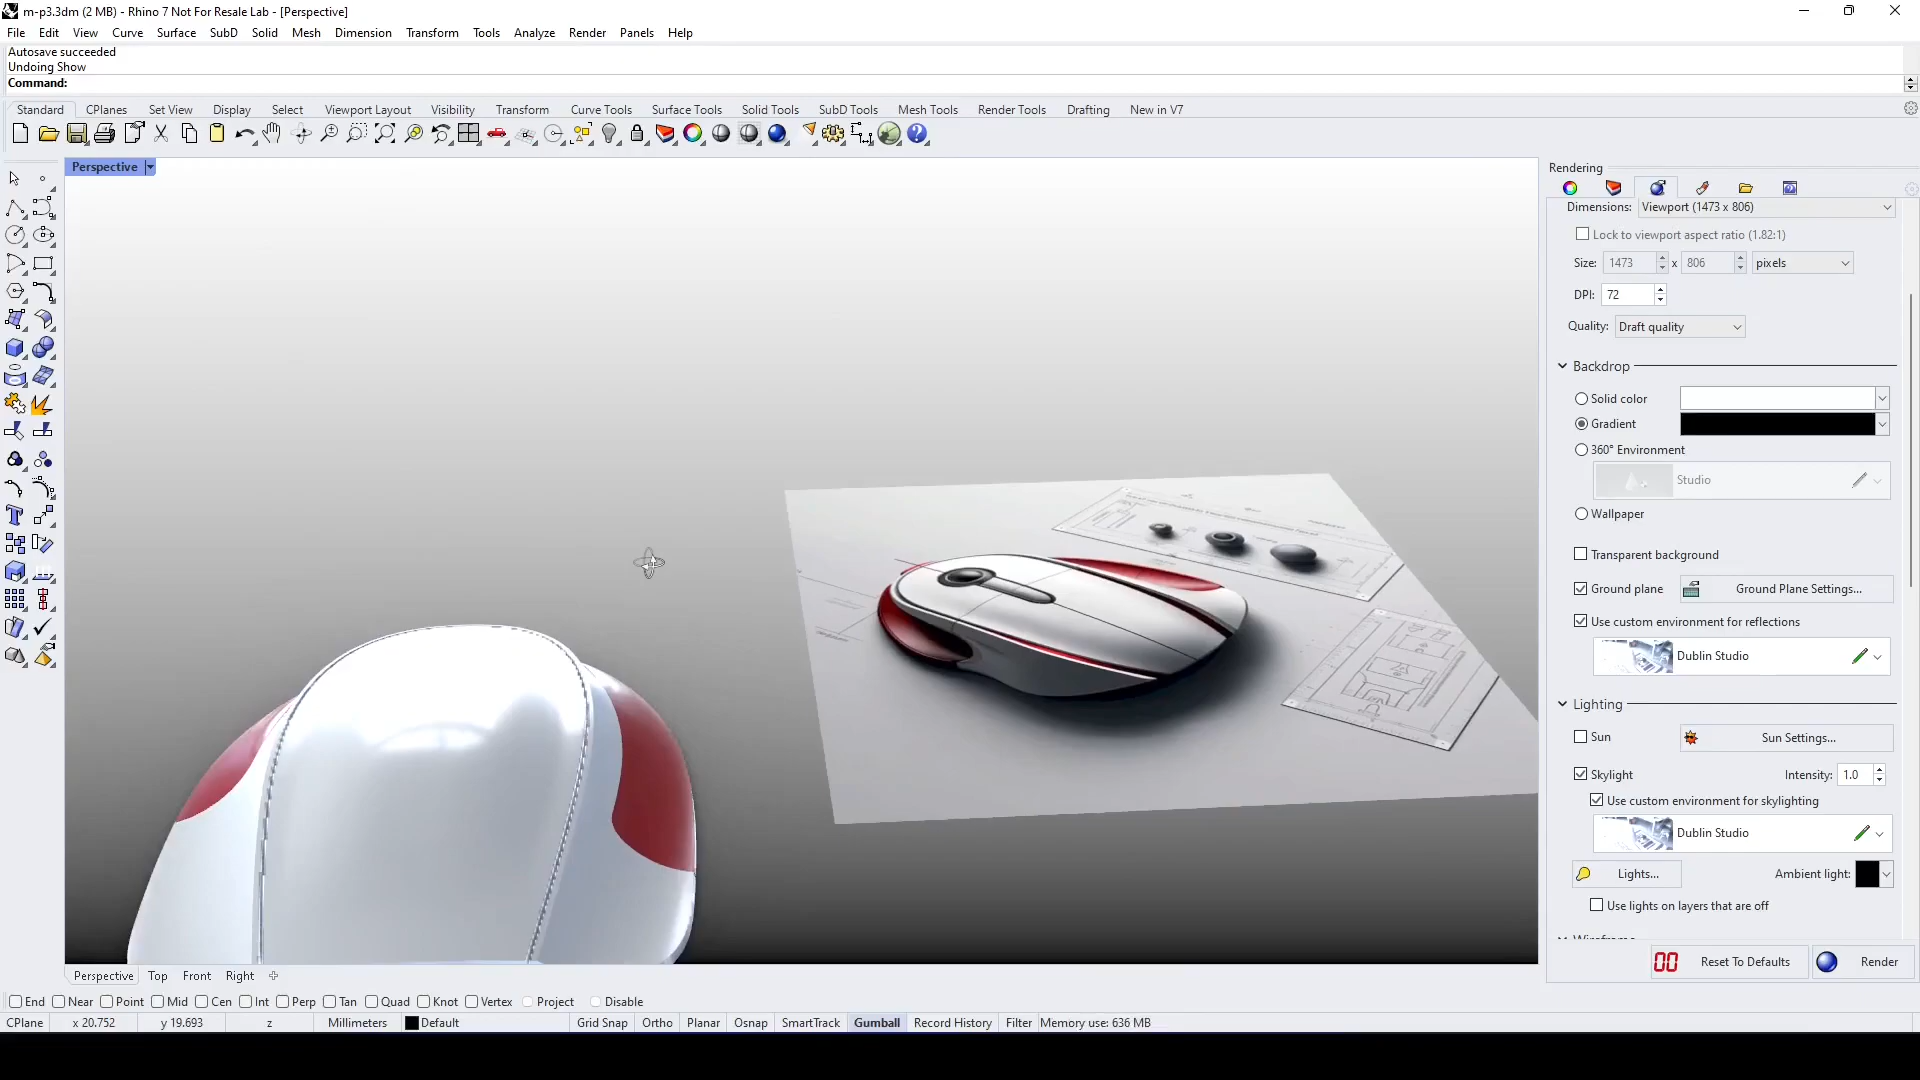 m-p3.3dm (2 MB) - Rhino 7 Not For Resale Lab - [Perspective]
File Edit View Curve Surface SubD Solid Mesh Dimension Transform Tools Analyze Render Panels Help
Autosave succeeded
Undoing Show
Command:
Standard CPlanes Set View Display Select Viewport Layout Visibility Transform Curve Tools Surface Tools Solid Tools SubD Tools Mesh Tools Render Tools Drafting New in V7
Perspective
Rendering
Dimensions: Viewport (1473 x 806)
Lock to viewport aspect ratio (1.82:1)
Size: 1473 x 806 pixels
DPI: 72
Quality: Draft quality
Backdrop
Solid color
Gradient
360° Environment
Studio
Wallpaper
Transparent background
Ground plane Ground Plane Settings...
Use custom environment for reflections
Dublin Studio
Lighting
Sun Sun Settings...
Skylight Intensity: 1.0
Use custom environment for skylighting
Dublin Studio
Lights... Ambient light:
Use lights on layers that are off
Reset To Defaults Render
Perspective Top Front Right
End Near Point Mid Cen Int Perp Tan Quad Knot Vertex Project Disable
CPlane x 20.752 y 19.693 z Millimeters Default Grid Snap Ortho Planar Osnap SmartTrack Gumball Record History Filter Memory use: 636 MB